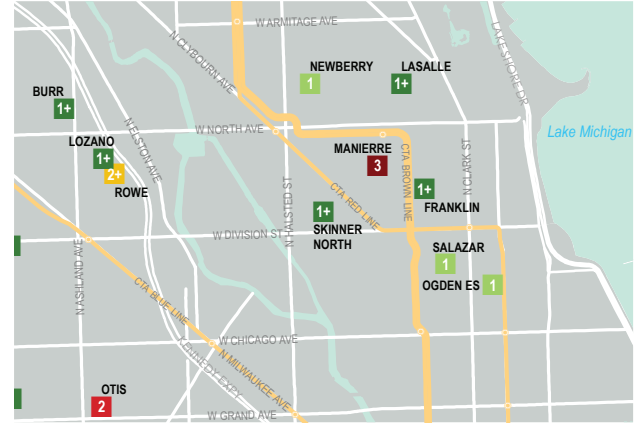 W ARMITAGE AVE
N CLYBOURN AVE
LAKE SHORE DR
NEWBERRY
1
LASALLE
1+
BURR
1+
N ELSTON AVE
W NORTH AVE
Lake Michigan
LOZANO
1+
2+
ROWE
MANIERRE
3
CTA BROWN LINE
N CLARK ST
CTA RED LINE
1+
FRANKLIN
1+
SKINNER
NORTH
N HALSTED ST
W DIVISION ST
SALAZAR
1
OGDEN ES
1
N ASHLAND AVE
CTA BLUE LINE
W CHICAGO AVE
KENNEDY EXPY
N MILWAUKEE AVE
OTIS
2
W GRAND AVE